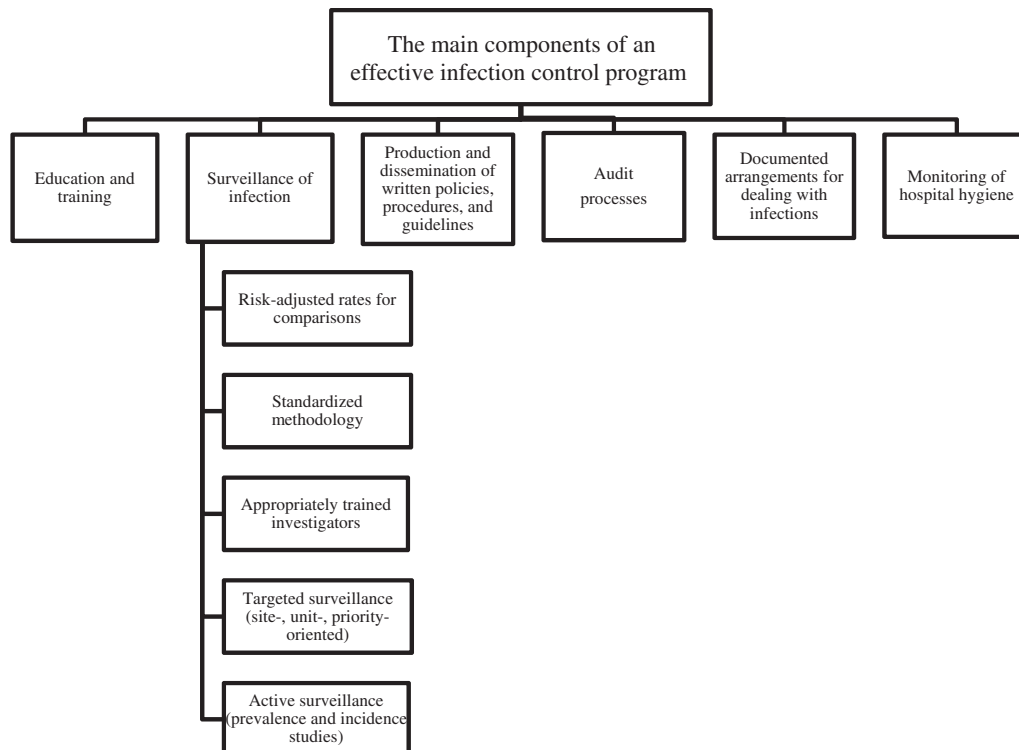 The main components of an
effective infection control program
Education and
training
Surveillance of
infection
Production and
dissemination of
written policies,
procedures, and
guidelines
Audit
processes
Documented
arrangements for
dealing with
infections
Monitoring of
hospital hygiene
Risk-adjusted rates for
comparisons
Standardized
methodology
Appropriately trained
investigators
Targeted surveillance
(site-, unit-, priority-
oriented)
Active surveillance
(prevalence and incidence
studies)